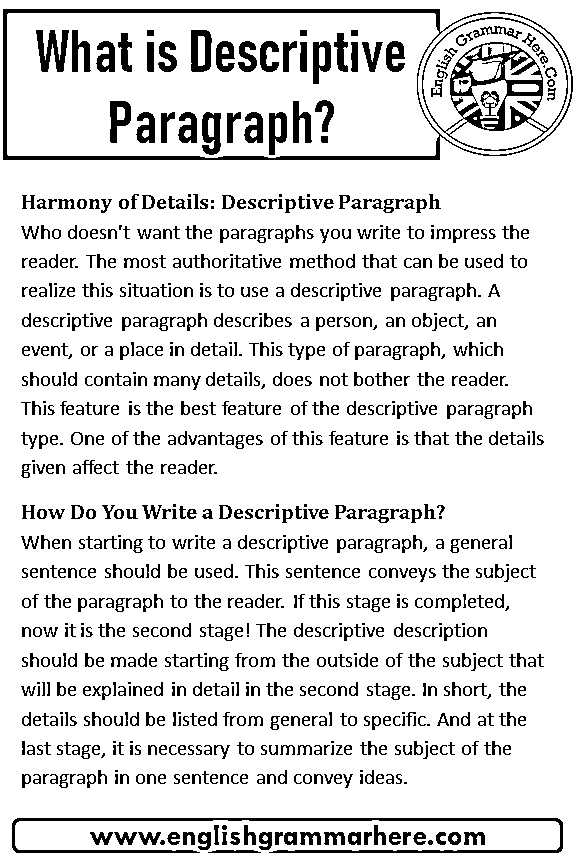 What is Descriptive
Paragraph?
English Grammar Here.Com
Harmony of Details: Descriptive Paragraph
Who doesn't want the paragraphs you write to impress the
reader. The most authoritative method that can be used to
realize this situation is to use a descriptive paragraph. A
descriptive paragraph describes a person, an object, an
event, or a place in detail. This type of paragraph, which
should contain many details, does not bother the reader.
This feature is the best feature of the descriptive paragraph
type. One of the advantages of this feature is that the details
given affect the reader.
How Do You Write a Descriptive Paragraph?
When starting to write a descriptive paragraph, a general
sentence should be used. This sentence conveys the subject
of the paragraph to the reader. If this stage is completed,
now it is the second stage! The descriptive description
should be made starting from the outside of the subject that
will be explained in detail in the second stage. In short, the
details should be listed from general to specific. And at the
last stage, it is necessary to summarize the subject of the
paragraph in one sentence and convey ideas.
www.englishgrammarhere.com